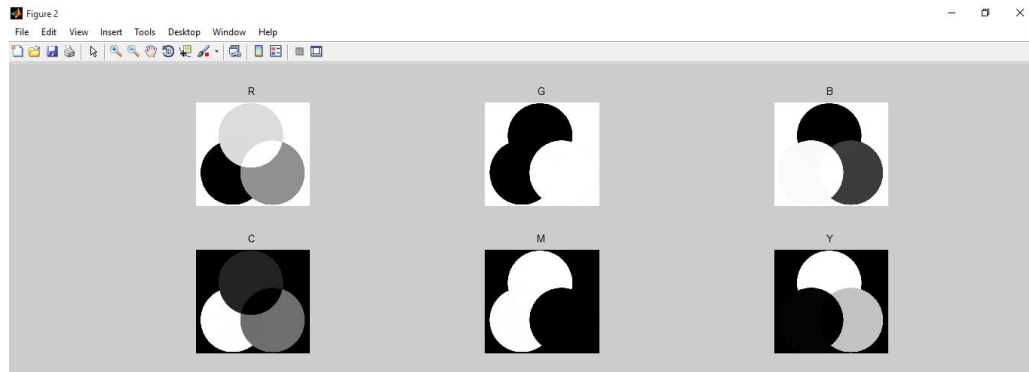 Figure 2
File Edit View Insert Tools Desktop Window Help
R G B
C M Y